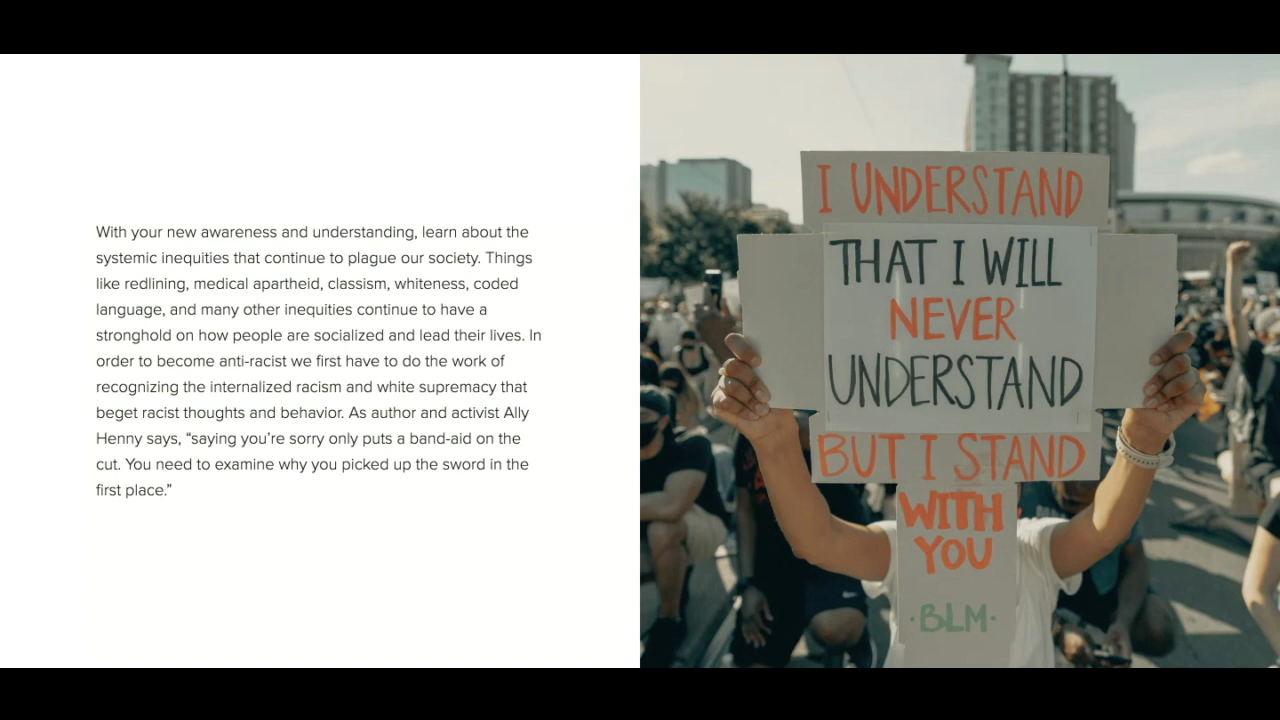 With your new awareness and understanding, learn about the
systemic inequities that continue to plague our society. Things
like redlining, medical apartheid, classism, whiteness, coded
language, and many other inequities continue to have a
stronghold on how people are socialized and lead their lives. In
order to become anti-racist we first have to do the work of
recognizing the internalized racism and white supremacy that
beget racist thoughts and behavior. As author and activist Ally
Henny says, “saying you’re sorry only puts a band-aid on the
cut. You need to examine why you picked up the sword in the
first place.”
I UNDERSTAND
THAT I WILL
NEVER
UNDERSTAND
BUT I STAND
WITH
YOU
·BLM·